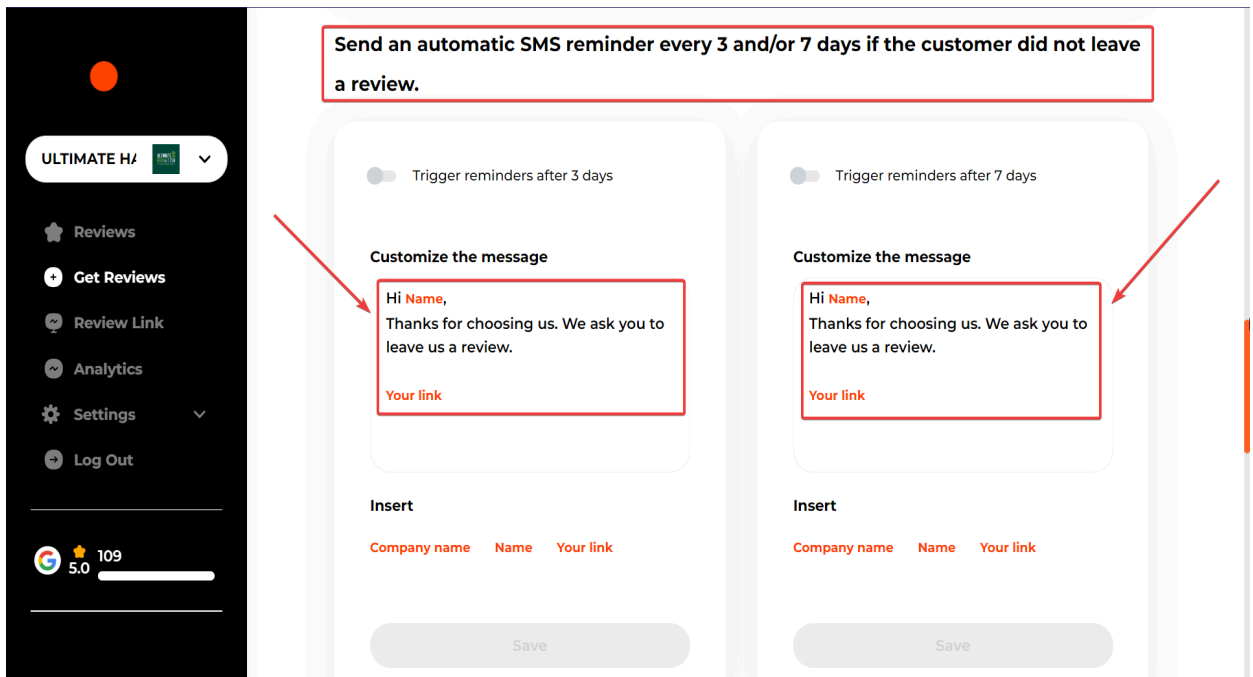 Send an automatic SMS reminder every 3 and/or 7 days if the customer did not leave
a review.
ULTIMATE HA
Reviews
Get Reviews
Review Link
Analytics
Settings
Log Out
109
5.0
Trigger reminders after 3 days
Customize the message
Hi Name,
Thanks for choosing us. We ask you to
leave us a review.
Your link
Insert
Company name Name Your link
Save
Trigger reminders after 7 days
Customize the message
Hi Name,
Thanks for choosing us. We ask you to
leave us a review.
Your link
Insert
Company name Name Your link
Save